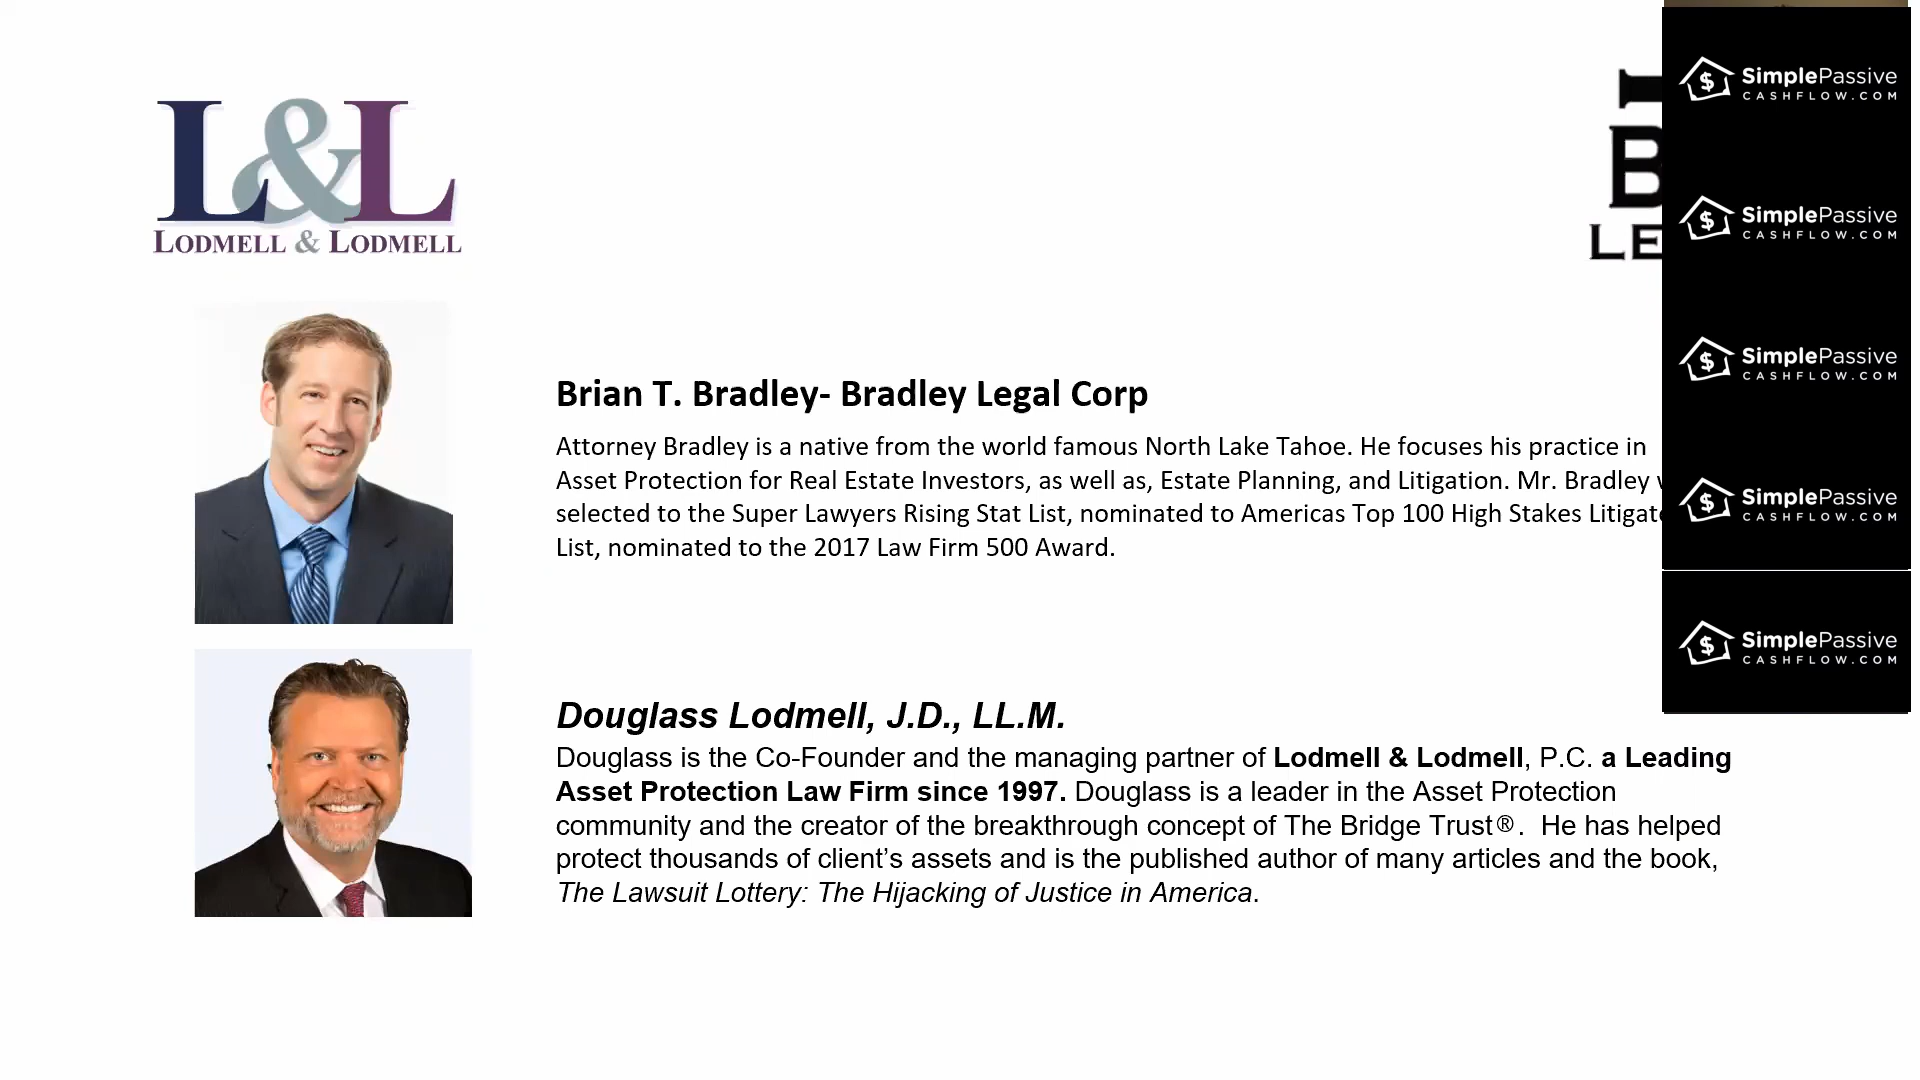 L&L
LODMELL & LODMELL
SimplePassive
CASHFLOW.COM
SimplePassive
CASHFLOW.COM
SimplePassive
CASHFLOW.COM
SimplePassive
CASHFLOW.COM
SimplePassive
CASHFLOW.COM
Brian T. Bradley- Bradley Legal Corp
Attorney Bradley is a native from the world famous North Lake Tahoe. He focuses his practice in
Asset Protection for Real Estate Investors, as well as, Estate Planning, and Litigation. Mr. Bradley
selected to the Super Lawyers Rising Stat List, nominated to Americas Top 100 High Stakes
List, nominated to the 2017 Law Firm 500 Award.
Douglass Lodmell, J.D., LL.M.
Douglass is the Co-Founder and the managing partner of Lodmell & Lodmell, P.C. a Leading
Asset Protection Law Firm since 1997. Douglass is a leader in the Asset Protection
community and the creator of the breakthrough concept of The Bridge Trust®. He has helped
protect thousands of client’s assets and is the published author of many articles and the book,
The Lawsuit Lottery: The Hijacking of Justice in America.